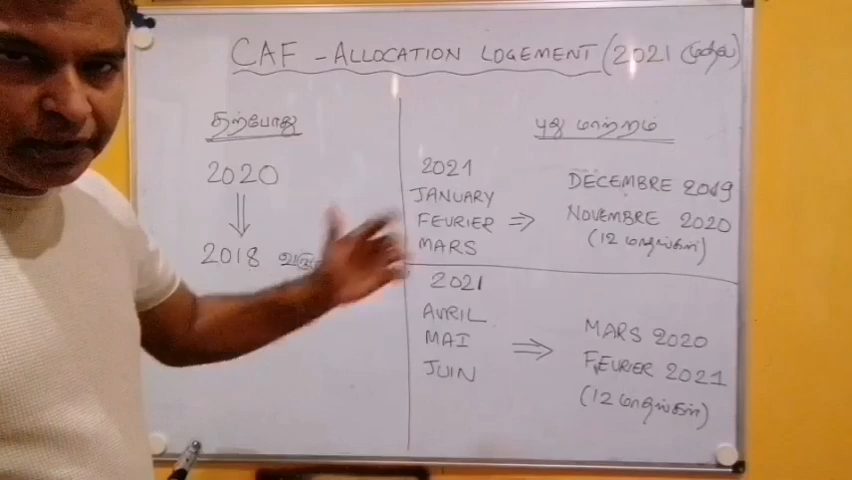 CAF - ALLOCATION LOGEMENT (2021 முதல்)
தற்போது
2020
2018
புது மாற்றம்
2021
JANUARY
FEVRIER
MARS
DECEMBRE 2019
NOVEMBRE 2020
(12 மாதங்கள்)
2021
AVRIL
MAI
JUIN
MARS 2020
FEVRIER 2021
(12 மாதங்கள்)